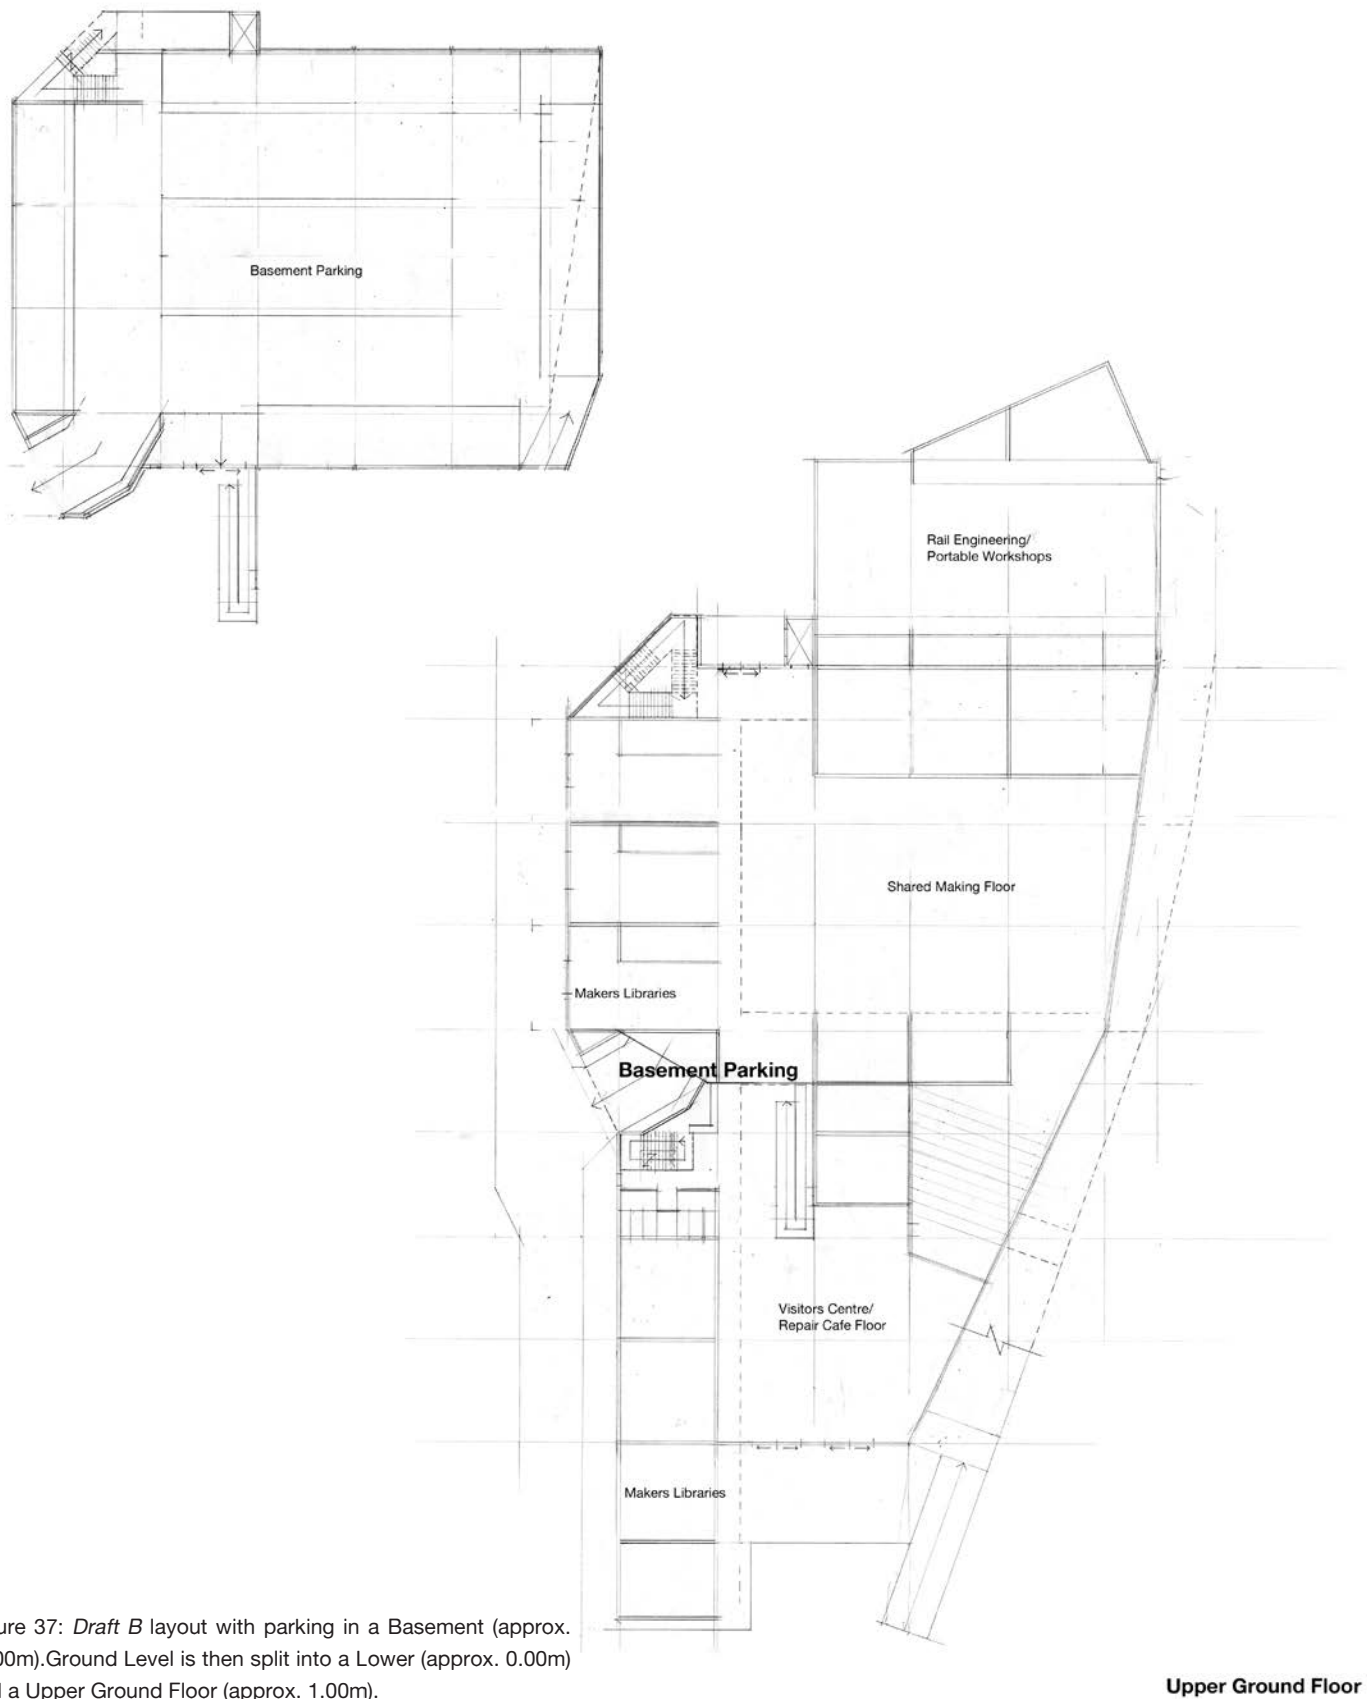 Basement Parking
Rail Engineering/
Portable Workshops
Shared Making Floor
Makers Libraries
Basement Parking
Visitors Centre/
Repair Cafe Floor
Makers Libraries
ure 37: Draft B layout with parking in a Basement (approx.
00m).Ground Level is then split into a Lower (approx. 0.00m)
a Upper Ground Floor (approx. 1.00m).
Upper Ground Floor